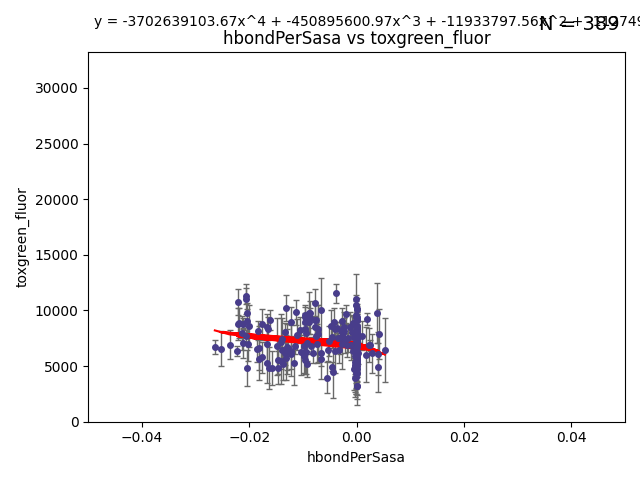 y = -3702639103.67x^4 + -450895600.97x^3 + -11933797.56x^2 +
N = 389
hbondPerSasa vs toxgreen_fluor
30000
25000
20000
15000
10000
5000
0
toxgreen_fluor
−0.04 −0.02 0.00 0.02 0.04
hbondPerSasa